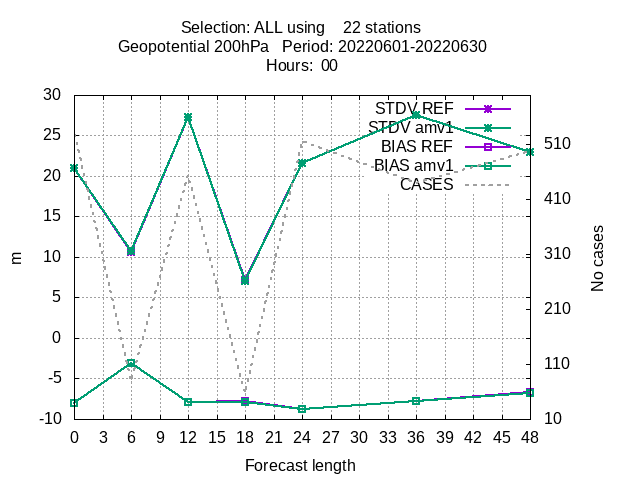 Selection: ALL using    22 stations
Geopotential 200hPa   Period: 20220601-20220630
Hours:  00
STDV REF
STDV amv1
BIAS REF
BIAS amv1
CASES
30
25
20
15
10
5
0
-5
-10
m
510
410
310
210
110
10
No cases
0 3 6 9 12 15 18 21 24 27 30 33 36 39 42 45 48
Forecast length